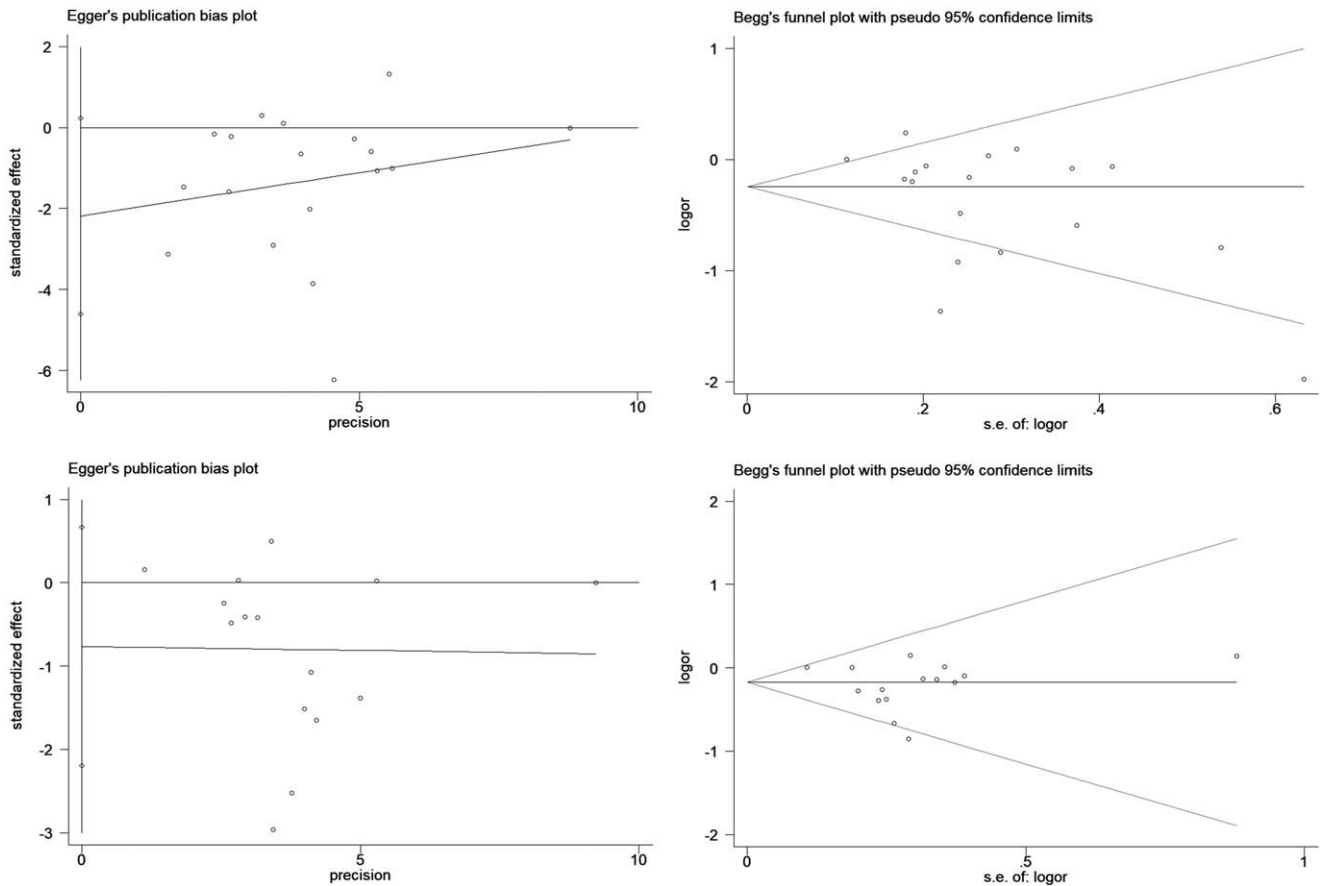 Egger's publication bias plot
2
0
-2
-4
-6
standardized effect
0
5
10
precision
Begg's funnel plot with pseudo 95% confidence limits
1
0
-1
-2
logor
0
.2
.4
.6
s.e. of: logor
Egger's publication bias plot
1
0
-1
-2
-3
standardized effect
0
5
10
precision
Begg's funnel plot with pseudo 95% confidence limits
2
1
0
-1
-2
logor
0
.5
1
s.e. of: logor